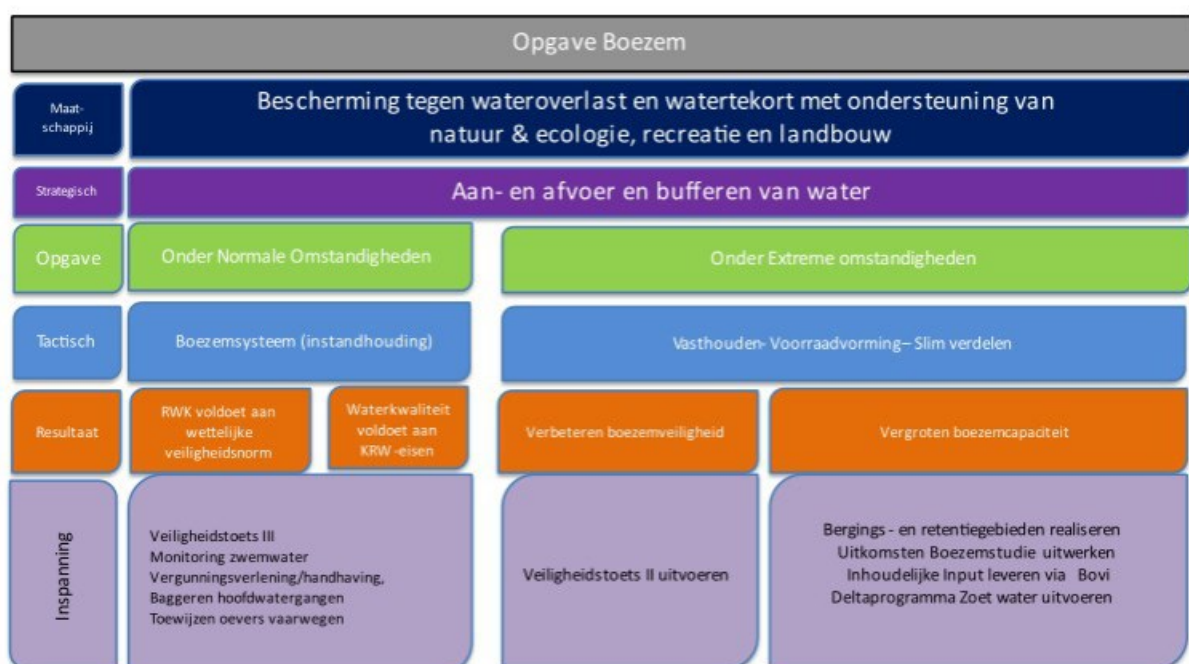 Opgave Boezem
Maat-
schappij
Bescherming tegen wateroverlast en watertekort met ondersteuning van
natuur & ecologie, recreatie en landbouw
Strategisch
Aan- en afvoer en bufferen van water
Opgave
Onder Normale Omstandigheden
Onder Extreme omstandigheden
Tactisch
Boezemsysteem (instandhouding)
Vasthouden- Voorraadvorming– Slim verdelen
Resultaat
RWK voldoet aan
wettelijke
veiligheidsnorm
Waterkwaliteit
voldoet aan
KRW -eisen
Verbeteren boezemveiligheid
Vergroten boezemcapaciteit
Inspanning
Veiligheidstoets III
Monitoring zwemwater
Vergunningsverlening/handhaving,
Baggeren hoofdwatergangen
Toewijzen oevers vaarwegen
Veiligheidstoets II uitvoeren
Bergings - en retentiegebieden realiseren
Uitkomsten Boezemstudie uitwerken
Inhoudelijke Input leveren via Bovi
Deltaprogramma Zoet water uitvoeren